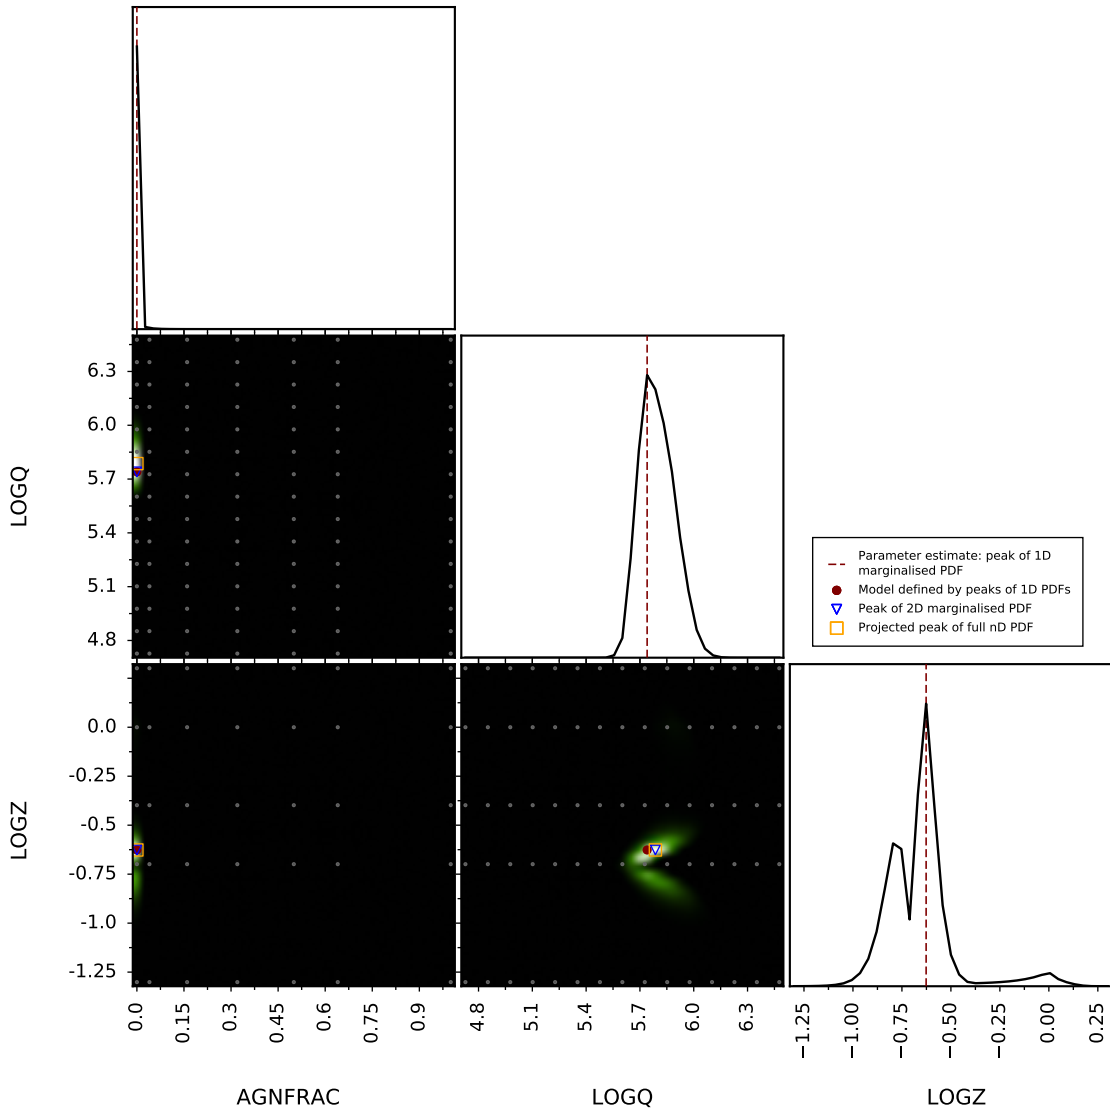 LOGQ
6.3
6.0
5.7
5.4
5.1
4.8
Parameter estimate: peak of 1D
marginalised PDF
Model defined by peaks of 1D PDFs
Peak of 2D marginalised PDF
Projected peak of full nD PDF
LOGZ
0.0
-0.25
-0.5
-0.75
-1.0
-1.25
0.0 0.15 0.3 0.45 0.6 0.75 0.9 4.8 5.1 5.4 5.7 6.0 6.3 −1.25 −1.00 −0.75 −0.50 −0.25 0.00 0.25
AGNFRAC LOGQ LOGZ